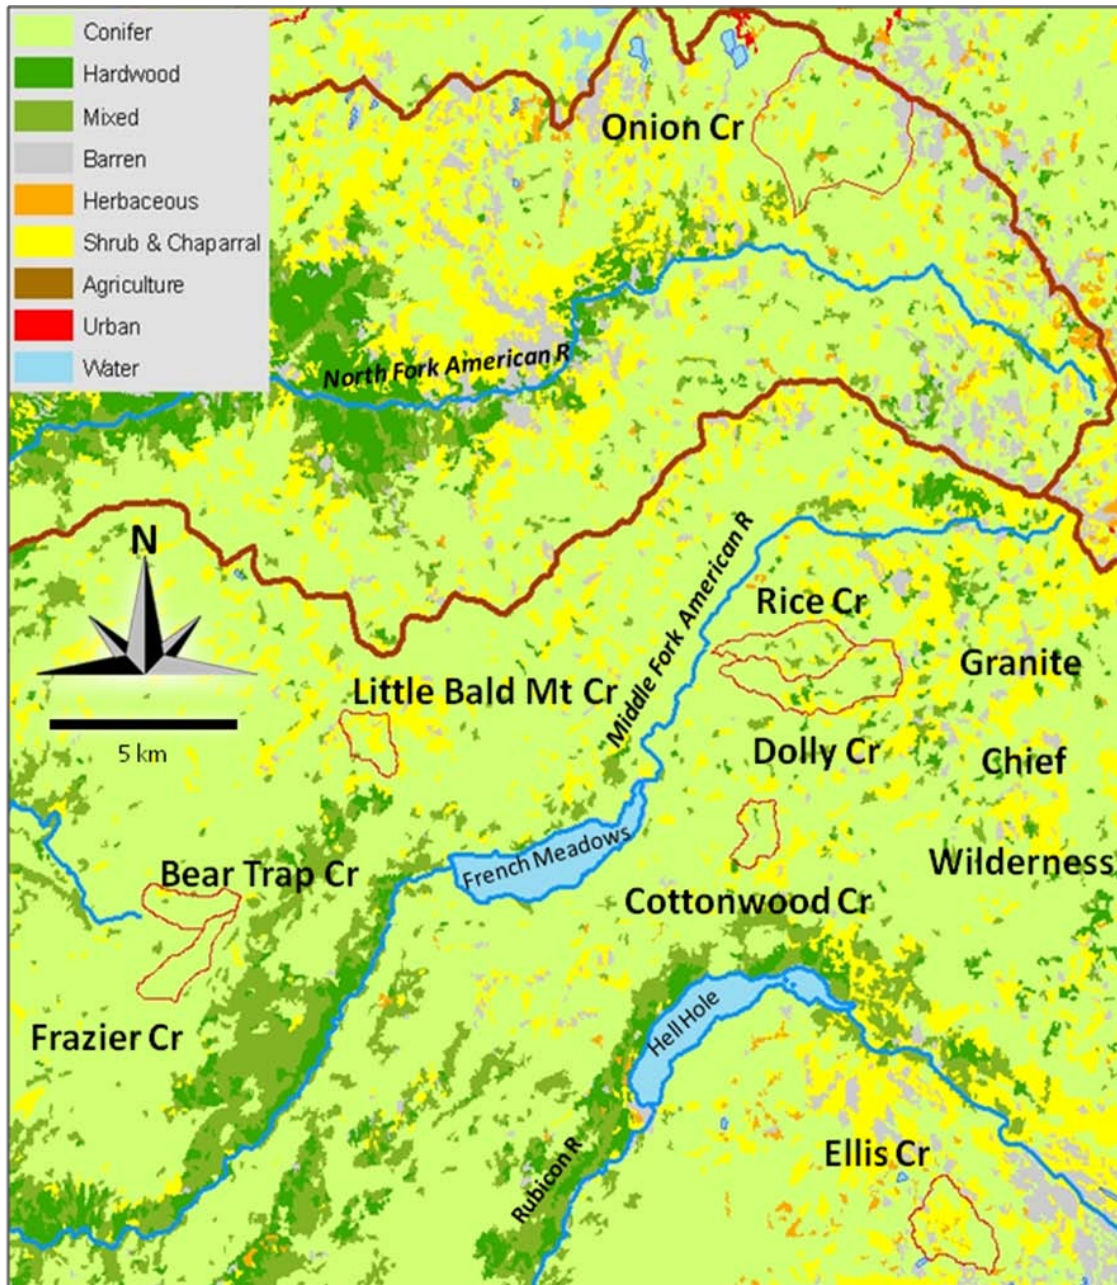 Conifer
Hardwood
Mixed
Barren
Herbaceous
Shrub & Chaparral
Agriculture
Urban
Water
Onion Cr
North Fork American R
N
5 km
Middle Fork American R
Rice Cr
Granite
Little Bald Mt Cr
Dolly Cr
Chief
French Meadows
Wilderness
Bear Trap Cr
Cottonwood Cr
Hell Hole
Frazier Cr
Rubicon R
Ellis Cr